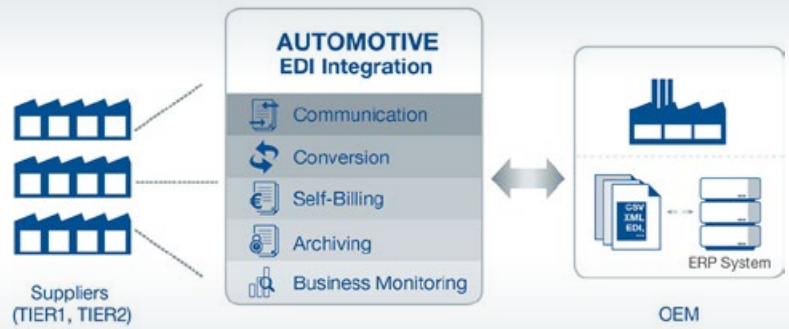 AUTOMOTIVE
EDI Integration
Communication
Conversion
Self-Billing
Archiving
Business Monitoring
Suppliers
(TIER1, TIER2)
CSV
XML
EDI,
ERP System
OEM